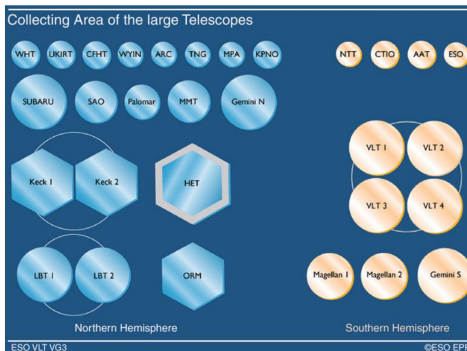 Collecting Area of the large Telescopes
WHT UKIRT CFHT WYIN ARC TNG MPA KPNO NTT CTIO AAT ESO
SUBARU SAO Palomar MMT Gemini N
VLT 1 VLT 2
Keck 1 Keck 2 HET
VLT 3 VLT 4
LBT 1 LBT 2 ORM Magellan 1 Magellan 2 Gemini S
Northern Hemisphere Southern Hemisphere
ESO VLT VG3 ©ESO EPR